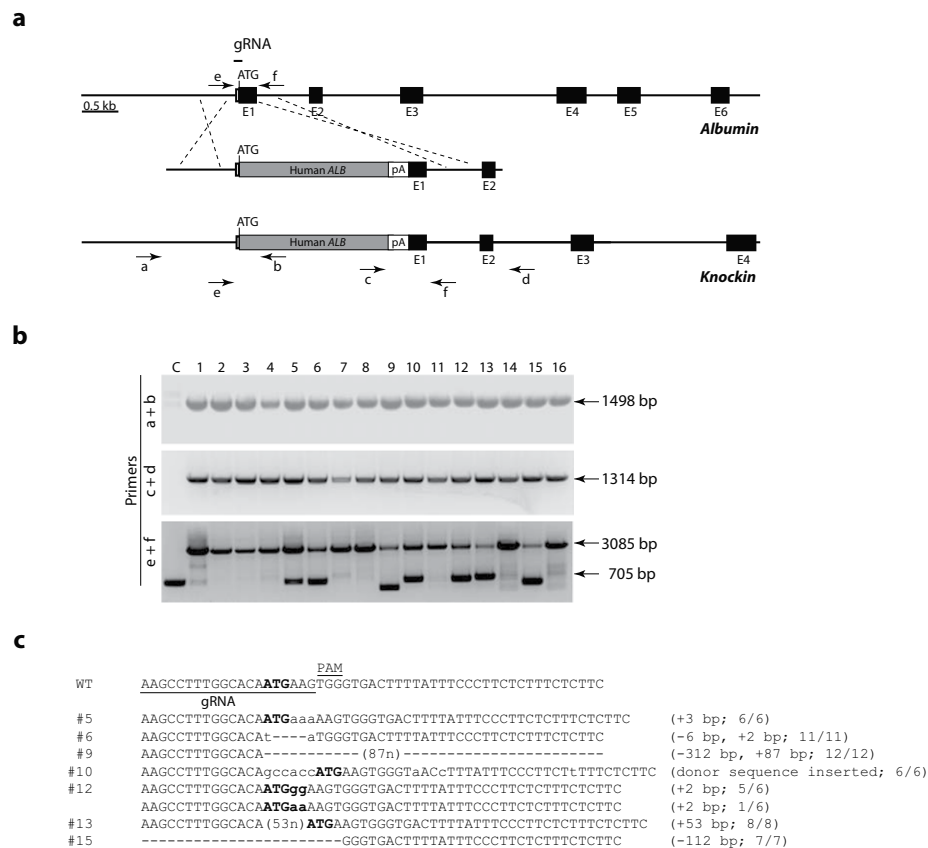 a
gRNA
e ATG f
0.5 kb
E1 E2 E3 E4 E5 E6
Albumin
ATG
Human ALB pA
E1 E2
ATG
Human ALB pA
E1 E2 E3 E4
a b c d
e f
Knockin
b
C 1 2 3 4 5 6 7 8 9 10 11 12 13 14 15 16
Primers
a + b
1498 bp
c + d
1314 bp
e + f
3085 bp
705 bp
c
PAM
WT AAGCCTTTGGCACAATGAAGTGGGTGACTTTTATTTCCCTTCTCTTTCTCTTC
gRNA
#5 AAGCCTTTGGCACAATGaaaAAGTGGGTGACTTTTATTTCCCTTCTCTTTCTCTTC (+3 bp; 6/6)
#6 AAGCCTTTGGCACAt----aTGGGTGACTTTTATTTCCCTTCTCTTTCTCTTC (-6 bp, +2 bp; 11/11)
#9 AAGCCTTTGGCACA-----------(87n)----------------------- (-312 bp, +87 bp; 12/12)
#10 AAGCCTTTGGCACAgccaccATGAAGTGGGTaACcTTTATTTCCCTTCTtTTTCTCTTC (donor sequence inserted; 6/6)
#12 AAGCCTTTGGCACAATGggAAGTGGGTGACTTTTATTTCCCTTCTCTTTCTCTTC (+2 bp; 5/6)
AAGCCTTTGGCACAATGaaAAGTGGGTGACTTTTATTTCCCTTCTCTTTCTCTTC (+2 bp; 1/6)
#13 AAGCCTTTGGCACA(53n)ATGAAGTGGGTGACTTTTATTTCCCTTCTCTTTCTCTTC (+53 bp; 8/8)
#15 -----------------------GGGTGACTTTTATTTCCCTTCTCTTTCTCTTC (-112 bp; 7/7)